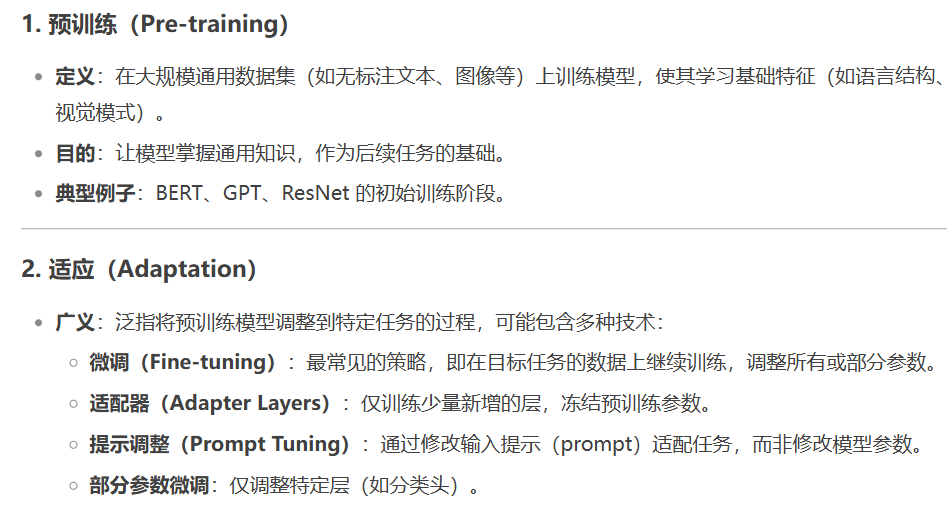 1. 预训练（Pre-training）
定义：在大规模通用数据集（如无标注文本、图像等）上训练模型，使其学习基础特征（如语言结构、
视觉模式）。
目的：让模型掌握通用知识，作为后续任务的基础。
典型例子：BERT、GPT、ResNet 的初始训练阶段。
2. 适应（Adaptation）
广义：泛指将预训练模型调整到特定任务的过程，可能包含多种技术：
微调（Fine-tuning）：最常见的策略，即在目标任务的数据上继续训练，调整所有或部分参数。
适配器（Adapter Layers）：仅训练少量新增的层，冻结预训练参数。
提示调整（Prompt Tuning）：通过修改输入提示（prompt）适配任务，而非修改模型参数。
部分参数微调：仅调整特定层（如分类头）。